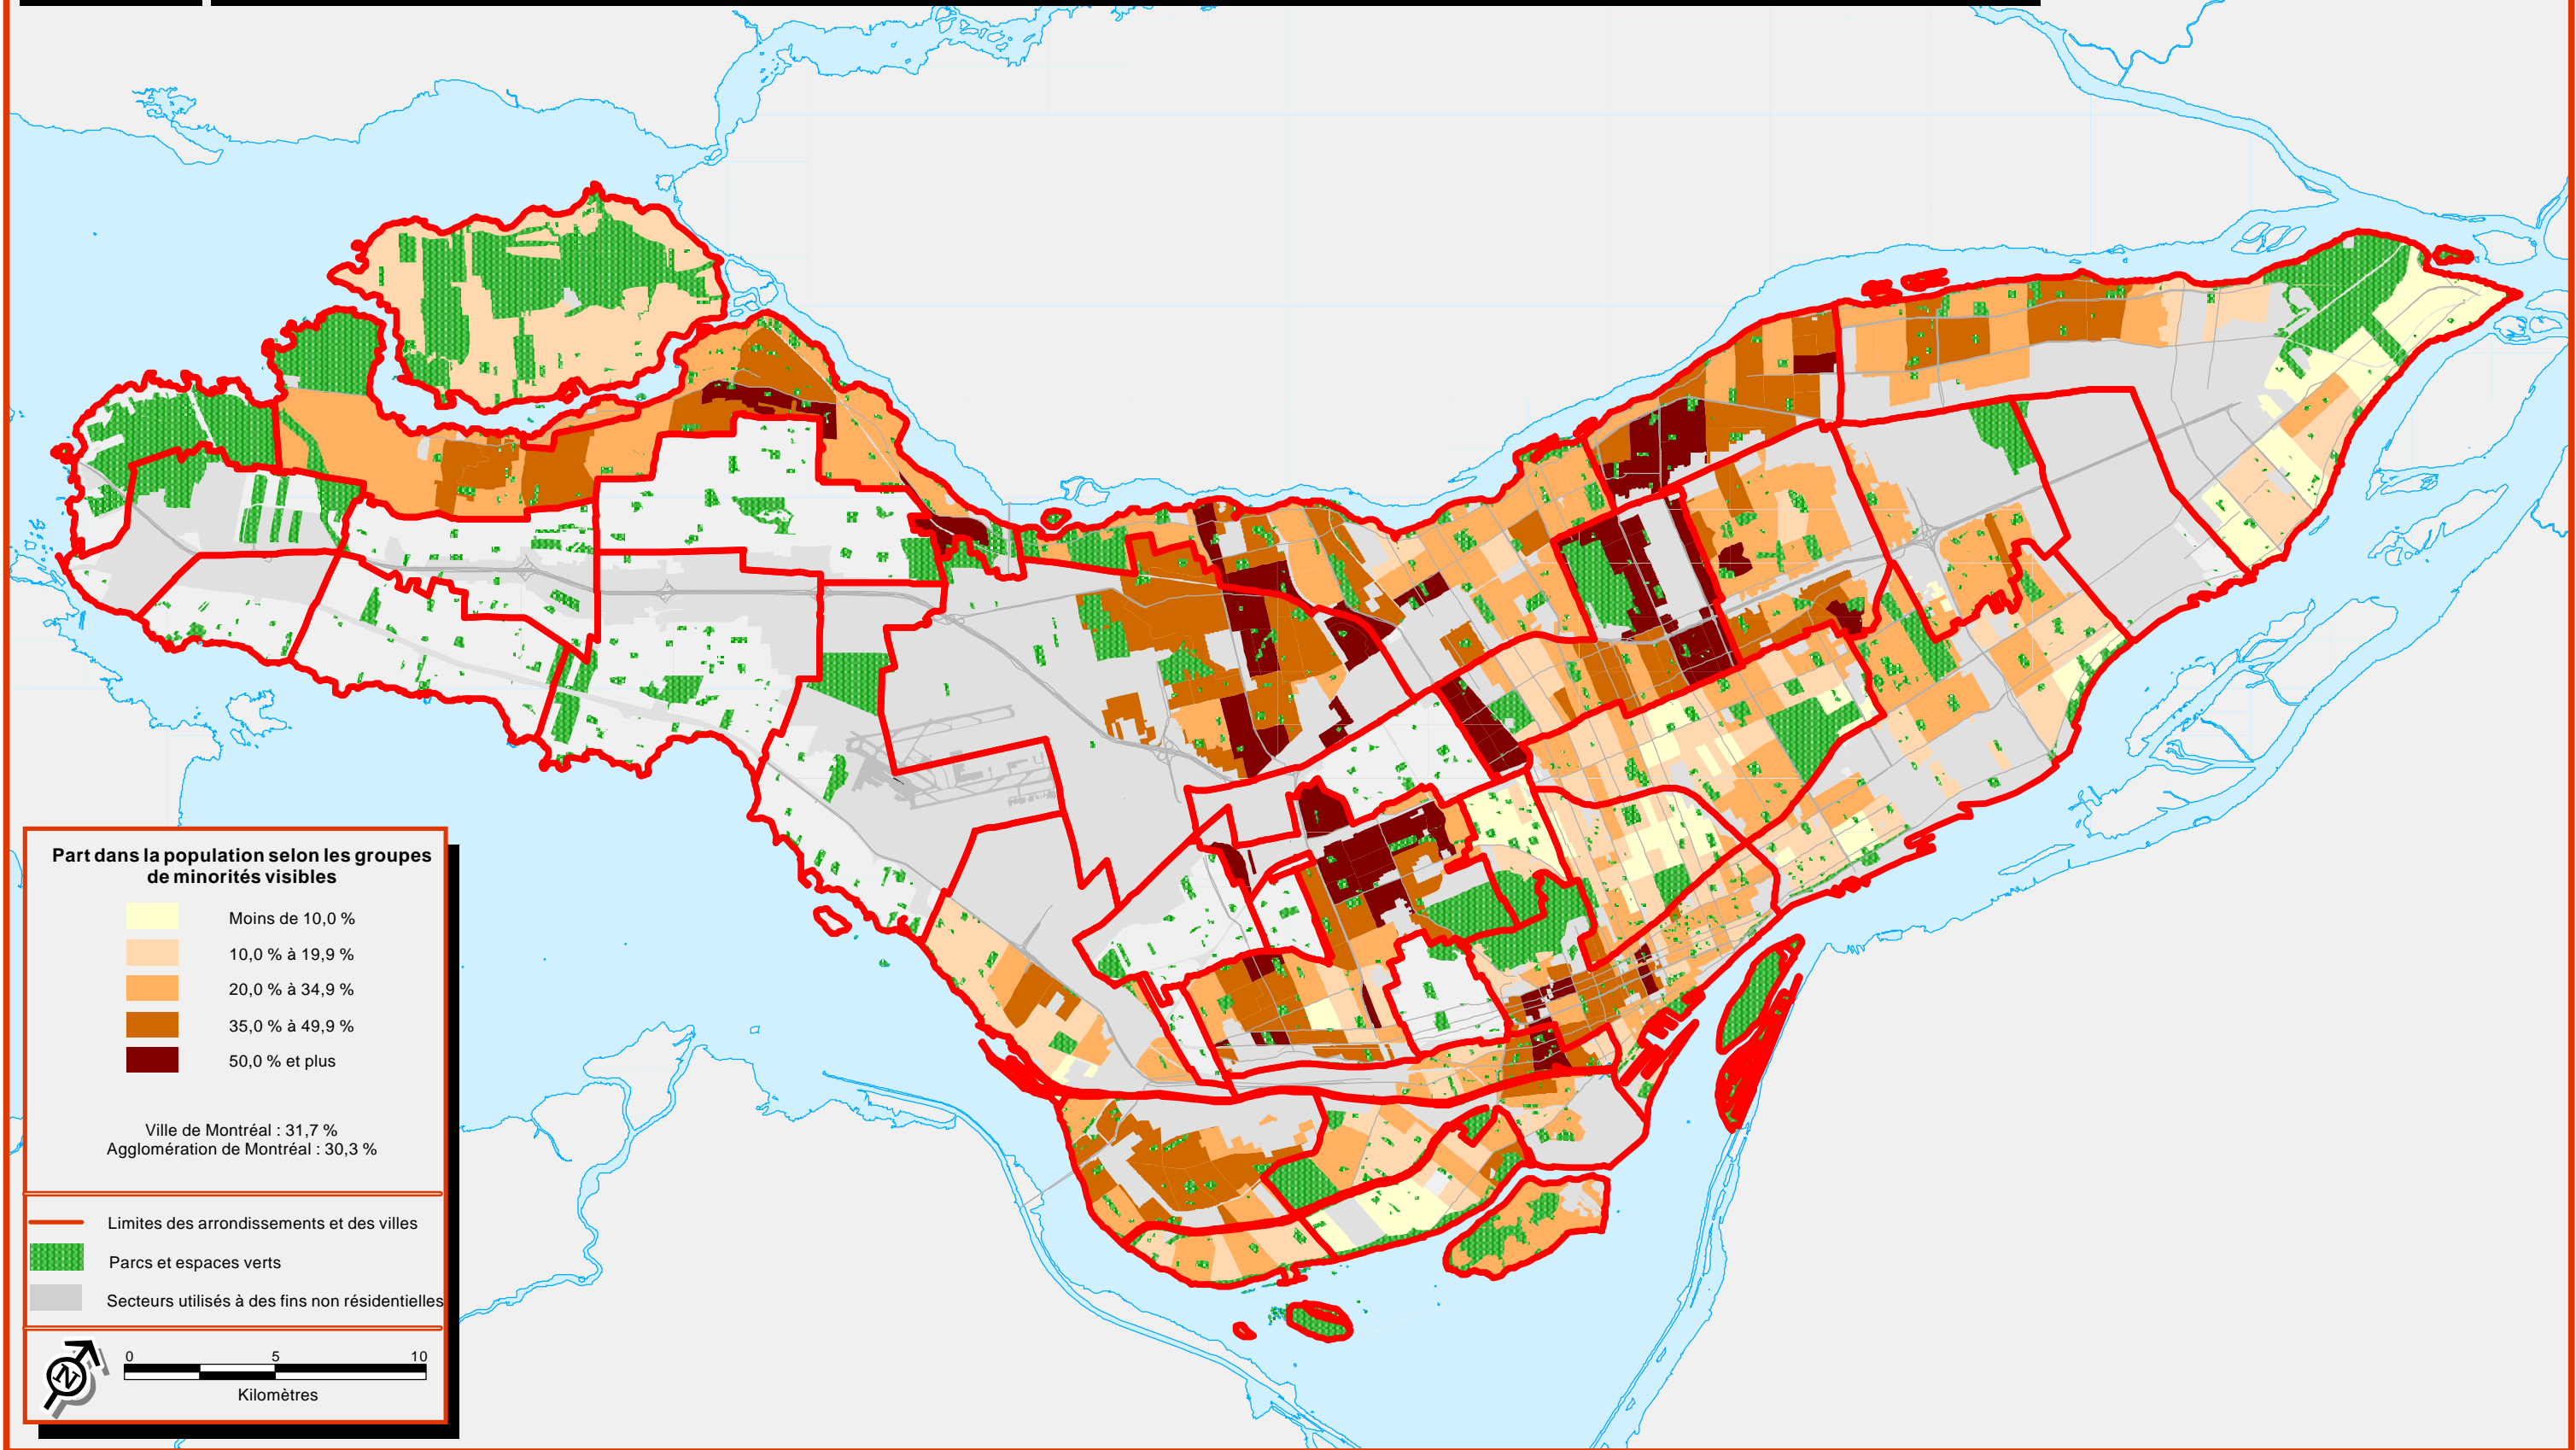 Part dans la population selon les groupes
de minorités visibles
Moins de 10,0 %
10,0 % à 19,9 %
20,0 % à 34,9 %
35,0 % à 49,9 %
50,0 % et plus
Ville de Montréal : 31,7 %
Agglomération de Montréal : 30,3 %
Limites des arrondissements et des villes
Parcs et espaces verts
Secteurs utilisés à des fins non résidentielles
N
0 5 10
Kilomètres